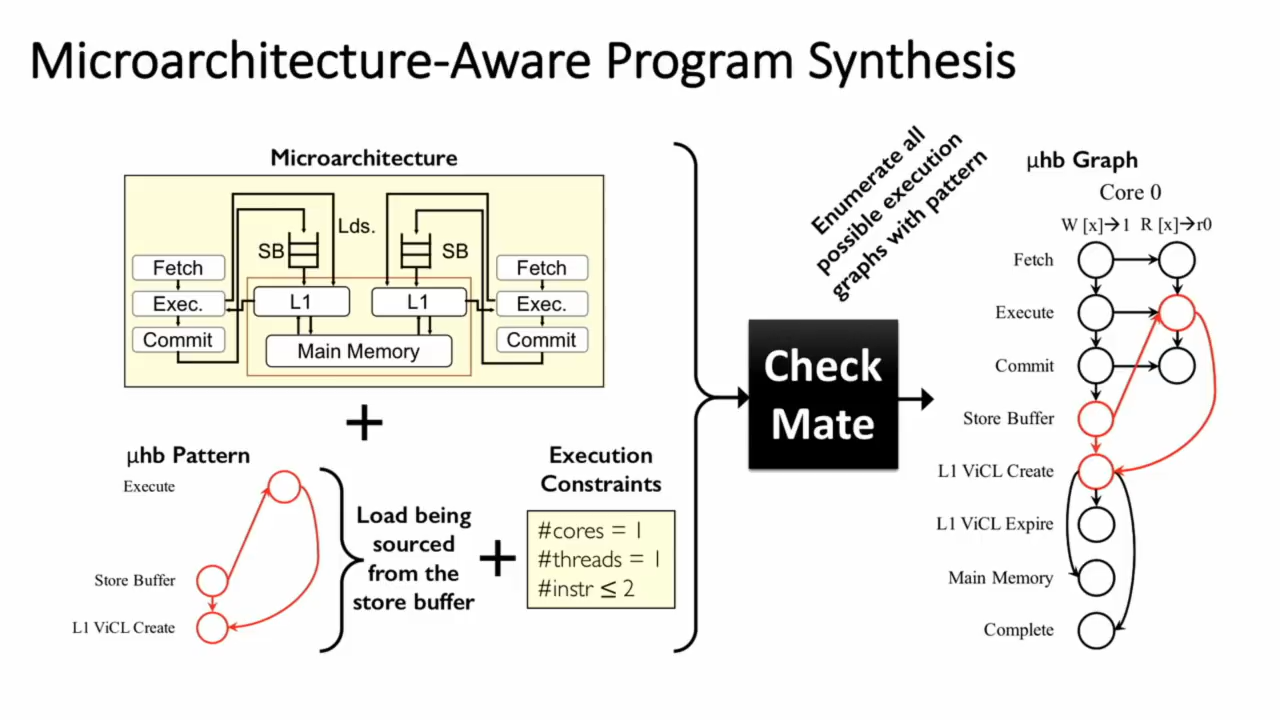 Microarchitecture-Aware Program Synthesis
Microarchitecture
Lds.
SB
SB
Fetch
Exec.
Commit
L1
L1
Main Memory
Fetch
Exec.
Commit
+
µhb Pattern
Execute
Store Buffer
L1 ViCL Create
Load being
sourced
from the
store buffer
+
Execution
Constraints
#cores = 1
#threads = 1
#instr ≤ 2
Enumerate all
possible execution
graphs with pattern
Check
Mate
µhb Graph
Core 0
W [x]→1 R [x]→r0
Fetch
Execute
Commit
Store Buffer
L1 ViCL Create
L1 ViCL Expire
Main Memory
Complete